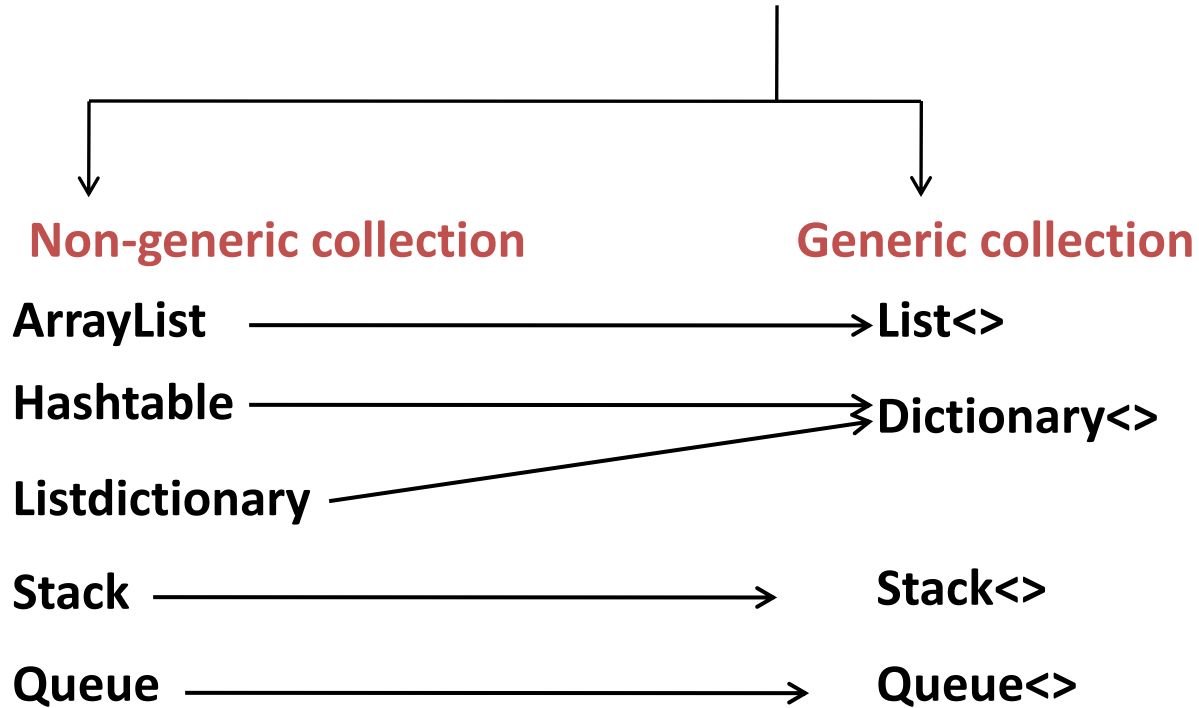 Non-generic collection Generic collection
ArrayList List<>
Hashtable Dictionary<>
Listdictionary
Stack Stack<>
Queue Queue<>